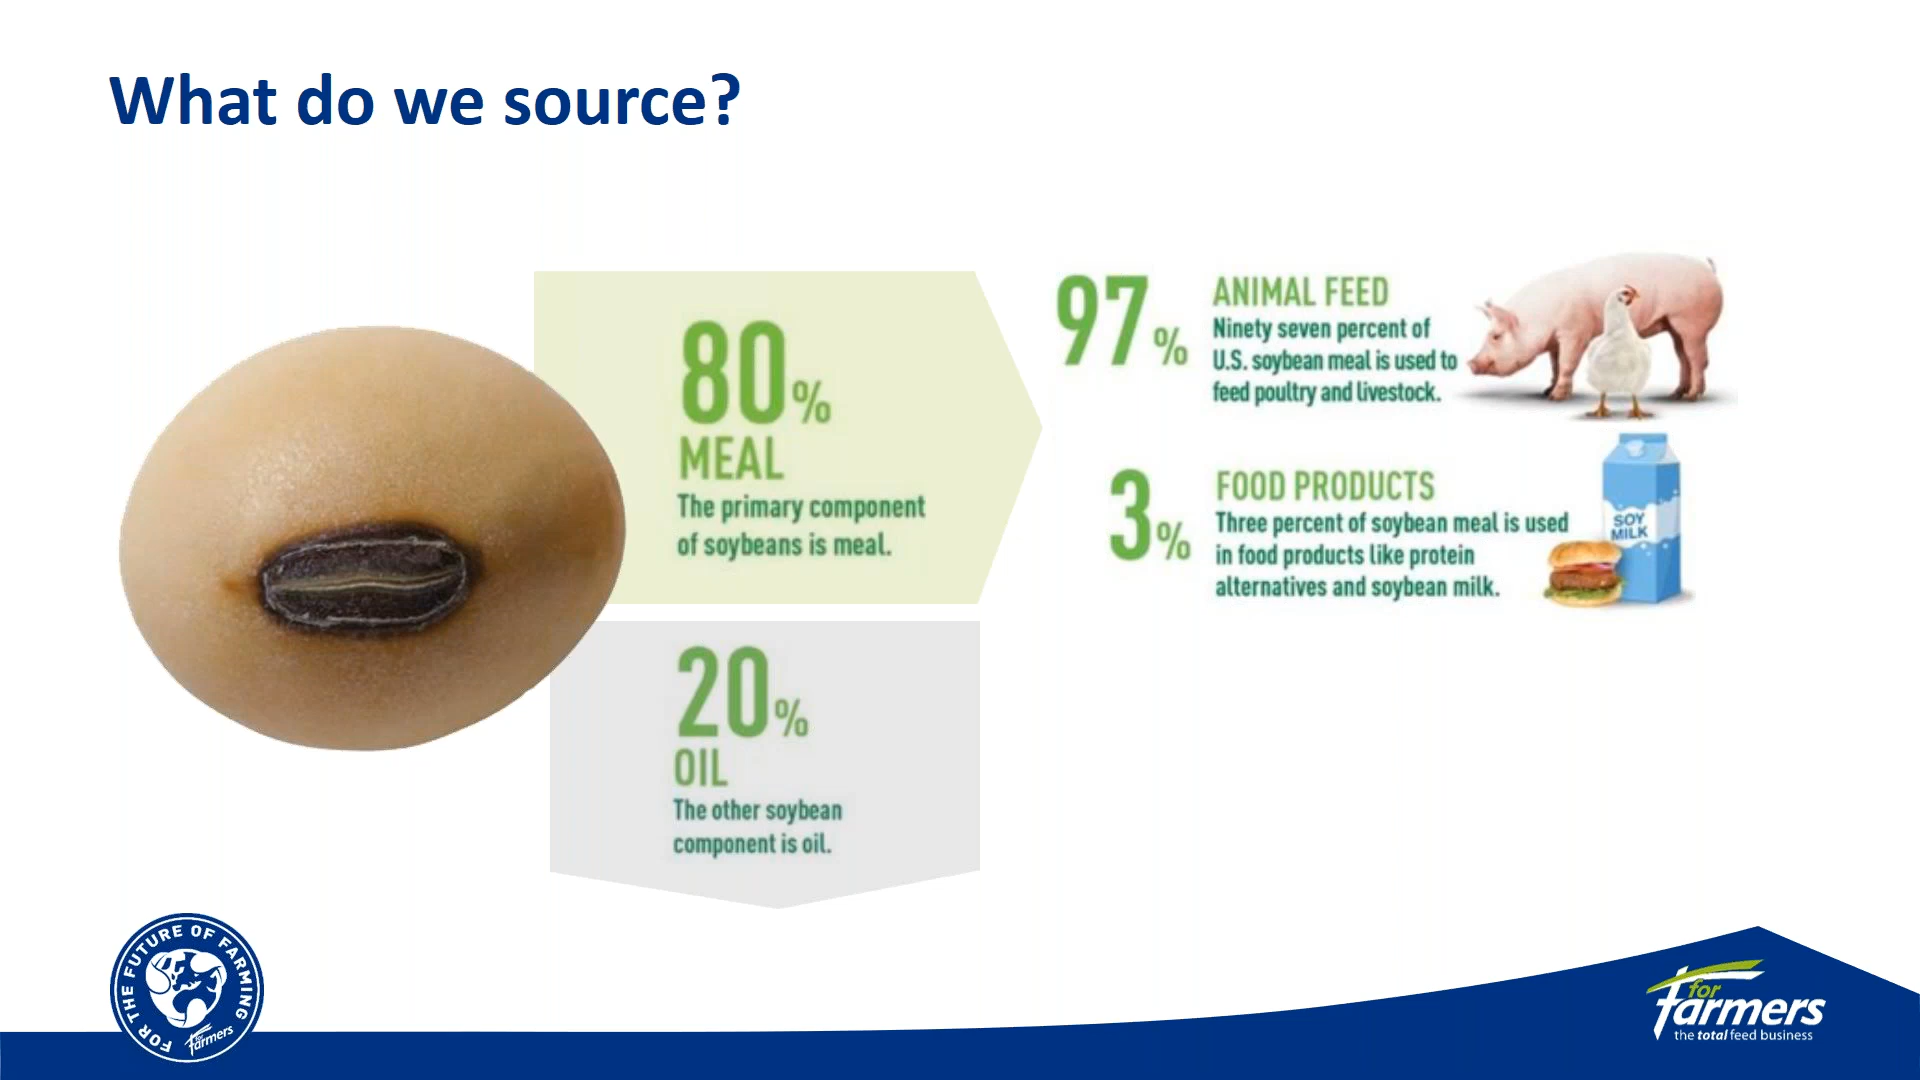 What do we source?
80%
MEAL
The primary component
of soybeans is meal.
20%
OIL
The other soybean
component is oil.
97%
ANIMAL FEED
Ninety seven percent of
U.S. soybean meal is used to
feed poultry and livestock.
3%
FOOD PRODUCTS
Three percent of soybean meal is used
in food products like protein
alternatives and soybean milk.
SOY
MILK
FOR THE FUTURE OF FARMING
for
farmers
for
farmers
the total feed business